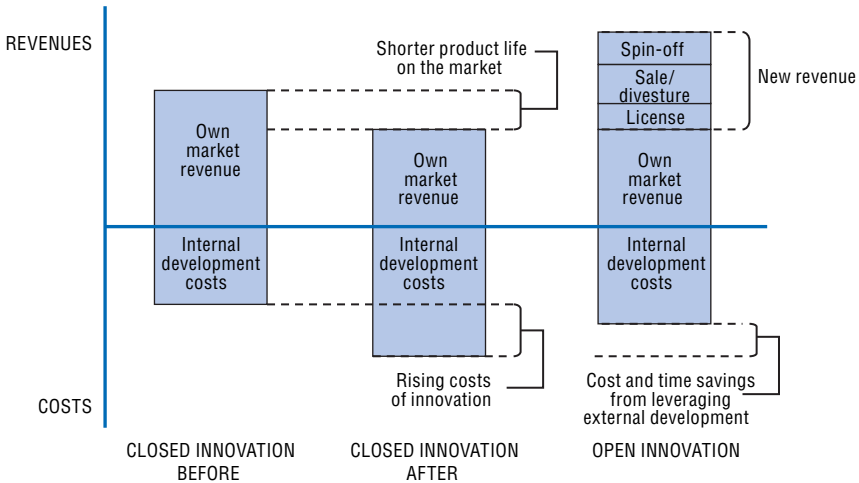 REVENUES
Shorter product life
on the market
Spin-off
Sale/
divesture
License
New revenue
Own
market
revenue
Own
market
revenue
Own
market
revenue
Internal
development
costs
Internal
development
costs
Internal
development
costs
Rising costs
of innovation
Cost and time savings
from leveraging
external development
COSTS
CLOSED INNOVATION
BEFORE
CLOSED INNOVATION
AFTER
OPEN INNOVATION